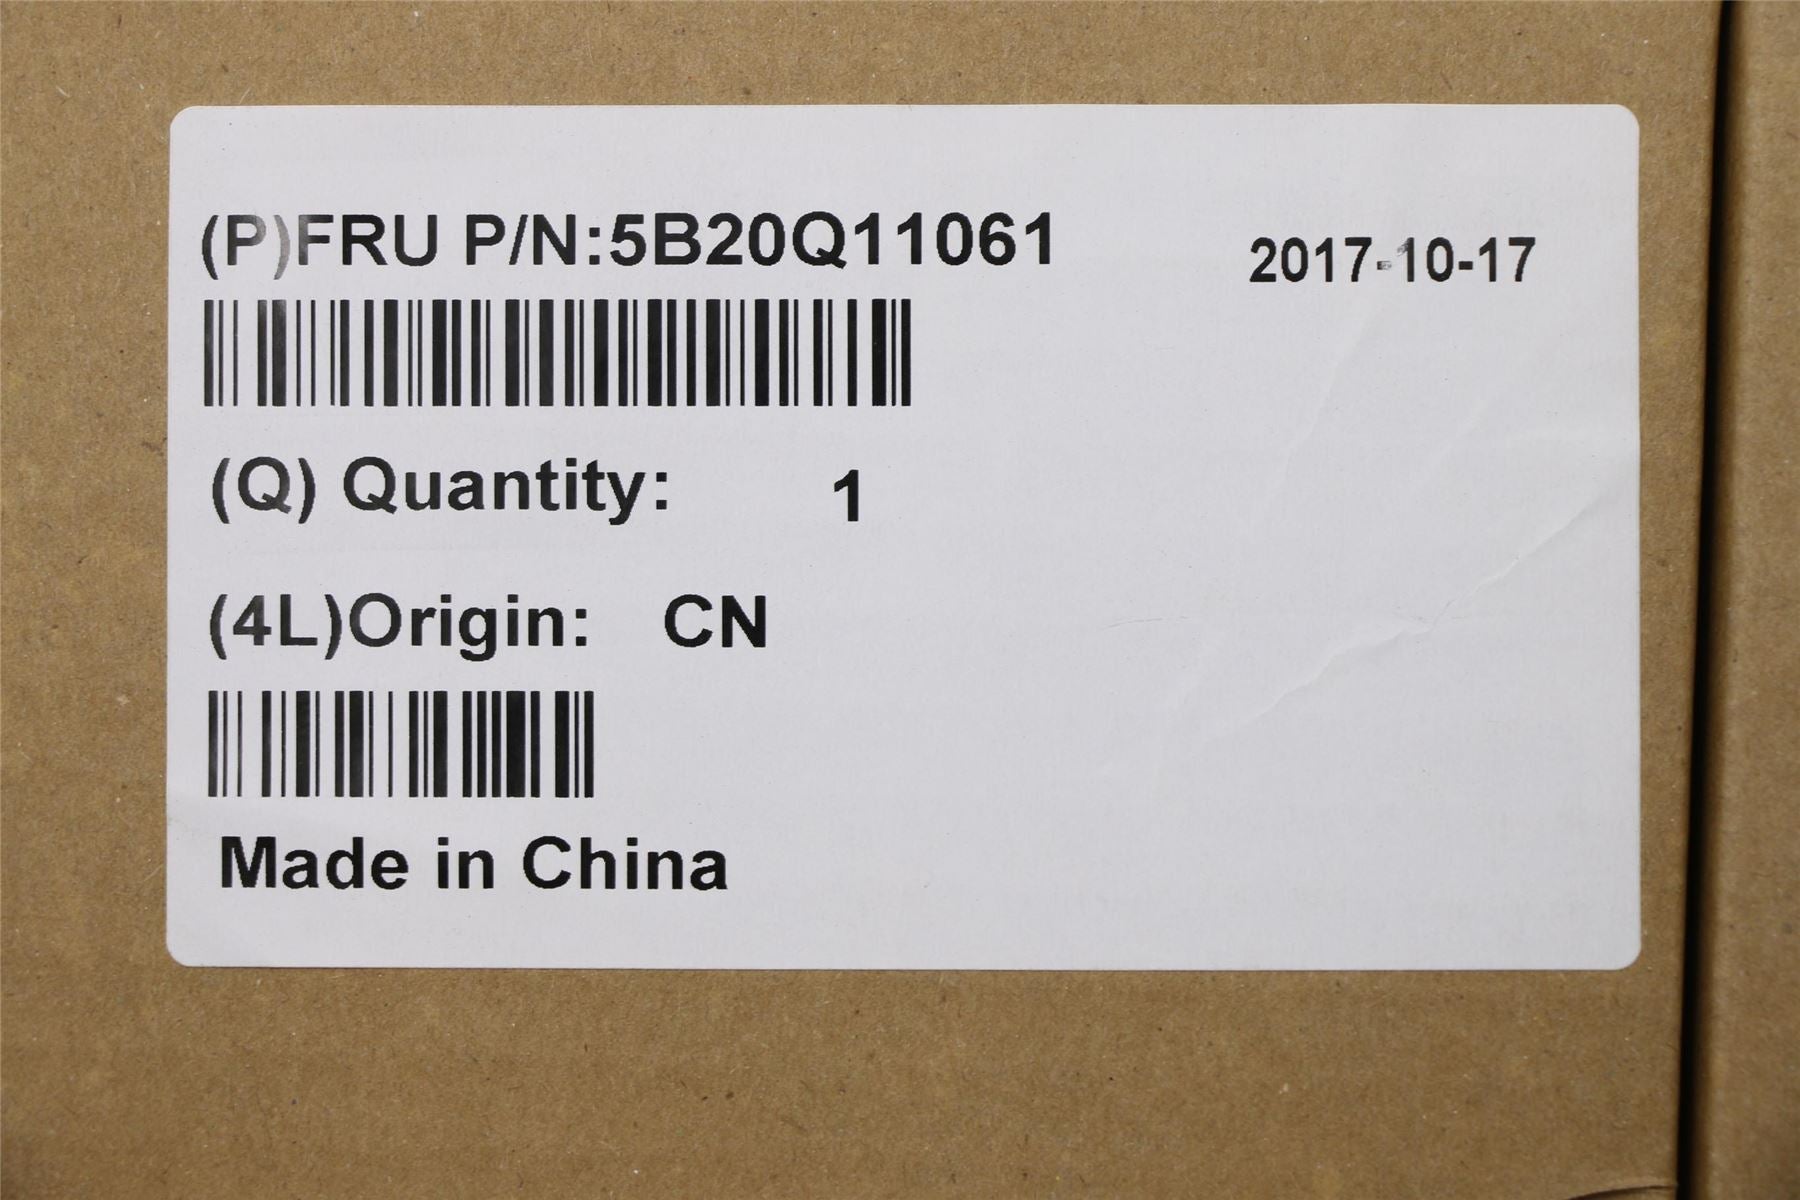 (P)FRU P/N:5B20Q11061
2017-10-17
(Q) Quantity: 1
(4L)Origin: CN
Made in China